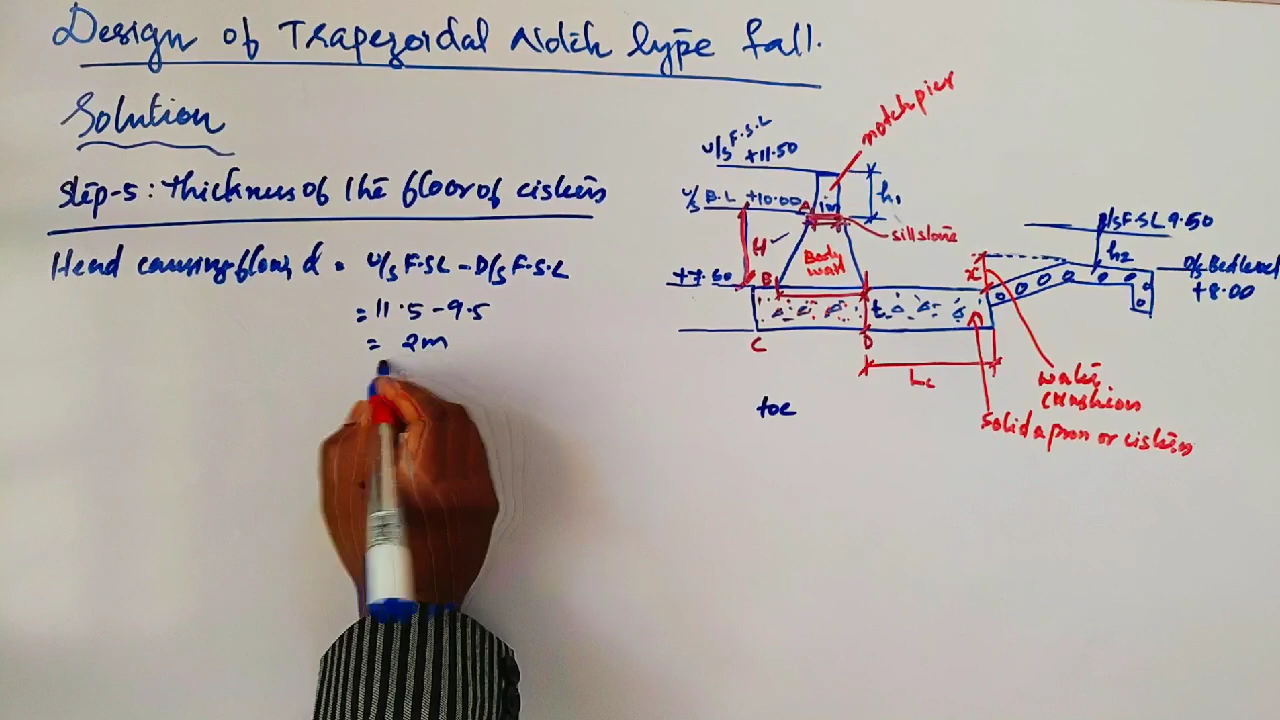 Design of Trapezoidal Notch type fall.
Solution
Step-5: thickness of the floor of cistern
Head causing flow, d = U/S F.S.L - D/S F.S.L
= 11.5 - 9.5
= 2m
notch pier
U/S F.S.L
+11.50
U/S B.L +10.00 A 1m
h1
sill stone
H
Body wall
+7.60 B
t
C
D
Lc
x
D/S F.S.L 9.50
h2
D/S Bed level
+8.00
water
cushion
solid apron or cistern
toe